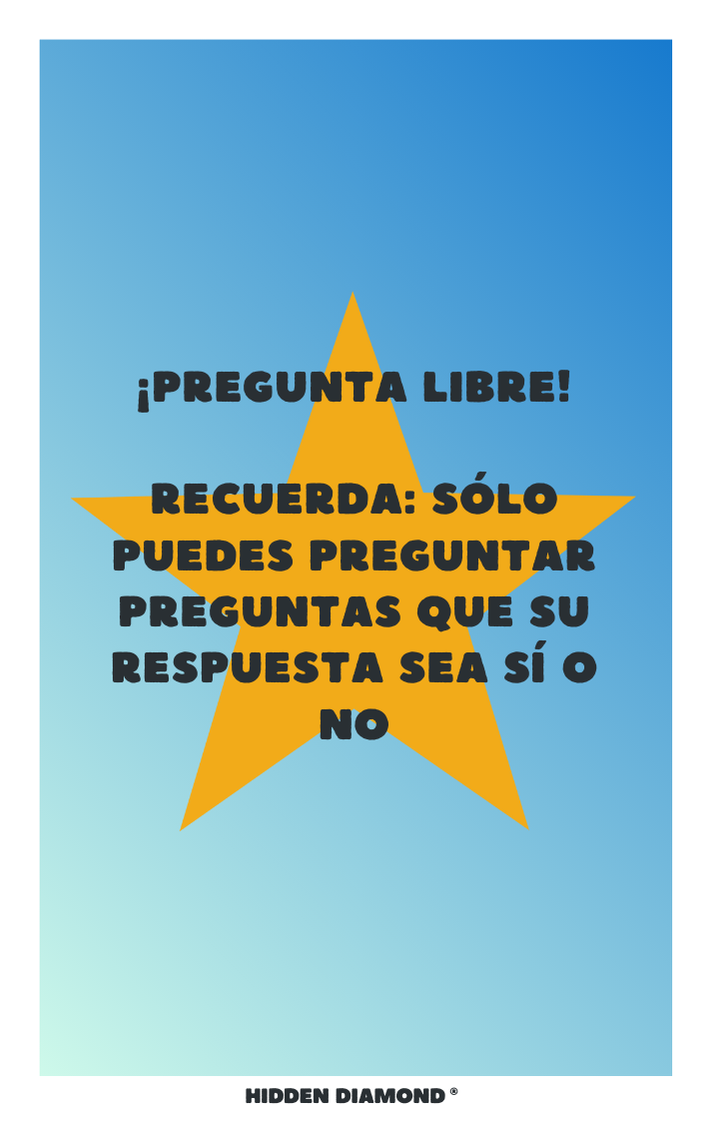 ¡PREGUNTA LIBRE!
RECUERDA: SÓLO
PUEDES PREGUNTAR
PREGUNTAS QUE SU
RESPUESTA SEA SÍ O
NO
HIDDEN DIAMOND ®